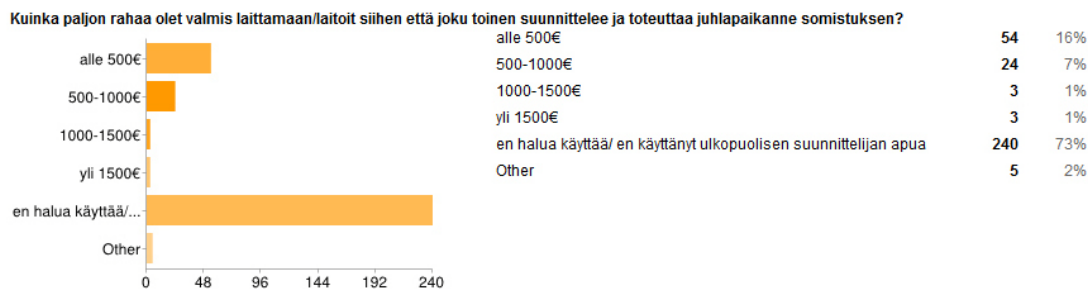 Kuinka paljon rahaa olet valmis laittamaan/laitoit siihen että joku toinen suunnittelee ja toteuttaa juhlapaikanne somistuksen?
alle 500€
500-1000€
1000-1500€
yli 1500€
en halua käyttää/...
Other
0 48 96 144 192 240
alle 500€ 54 16%
500-1000€ 24 7%
1000-1500€ 3 1%
yli 1500€ 3 1%
en halua käyttää/ en käyttänyt ulkopuolisen suunnittelijan apua 240 73%
Other 5 2%